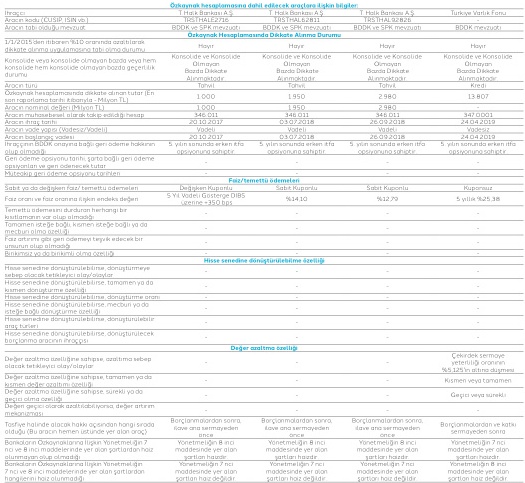 Özkaynak hesaplamasına dahil edilecek araçlara ilişkin bilgiler:
İhraçcı T. Halk Bankası A.Ş. T. Halk Bankası A.Ş. T. Halk Bankası A.Ş. Türkiye Varlık Fonu
Aracın kodu (CUSIP, ISIN vb.) TRSTHALE2716 TRSTHAL62811 TRSTHAL92826 -
Aracın tabi olduğu mevzuat BDDK ve SPK mevzuatı BDDK ve SPK mevzuatı BDDK ve SPK mevzuatı BDDK mevzuatı
Özkaynak Hesaplamasında Dikkate Alınma Durumu
1/1/2015'den itibaren %10 oranında azaltılarak
dikkate alınma uygulamasına tabi olma durumu Hayır Hayır Hayır Hayır
Konsolide veya konsolide olmayan bazda veya hem
konsolide hem konsolide olmayan bazda geçerlilik
durumu Konsolide ve Konsolide Konsolide ve Konsolide Konsolide ve Konsolide Konsolide ve Konsolide
Olmayan Olmayan Olmayan Olmayan
Bazda Dikkate Bazda Dikkate Bazda Dikkate Bazda Dikkate
Alınmaktadır Alınmaktadır Alınmaktadır Alınmaktadır
Aracın türü Tahvil Tahvil Tahvil Kredi
Özkaynak hesaplamasında dikkate alınan tutar (En
son raporlama tarihi itibarıyla - Milyon TL) 1.000 1.950 2.980 13.807
Aracın nominal değeri (Milyon TL) 1.000 1.950 2.980 -
Aracın muhasebesel olarak takip edildiği hesap 346.011 346.011 346.011 347.0001
Aracın ihraç tarihi 20.10.2017 03.07.2018 26.09.2018 24.04.2019
Aracın vade yapısı (Vadesiz/Vadeli) Vadeli Vadeli Vadeli Vadesiz
Aracın başlangıç vadesi 20.10.2017 03.07.2018 26.09.2018 24.04.2019
İhraççının BDDK onayına bağlı geri ödeme hakkının
olup olmadığı 5. yılın sonunda erken itfa 5. yılın sonunda erken itfa 5. yılın sonunda erken itfa 5. yılın sonunda erken itfa
opsiyonuna sahiptir. opsiyonuna sahiptir. opsiyonuna sahiptir. opsiyonuna sahiptir.
Geri ödeme opsiyonu tarihi, şarta bağlı geri ödeme
opsiyonları ve geri ödenecek tutar - - - -
Müteakip geri ödeme opsiyonu tarihleri - - - -
Faiz/temettü ödemeleri
Sabit ya da değişken faiz/ temettü ödemeleri Değişken Kuponlu Sabit Kuponlu Sabit Kuponlu Kuponsuz
Faiz oranı ve faiz oranına ilişkin endeks değeri 5 Yıl Vadeli Gösterge DİBS %14,10 %12,79 5 yıllık %25,38
üzerine +350 bps
Temettü ödemesini durduran herhangi bir
kısıtlamanın var olup olmadığı - - - -
Tamamen isteğe bağlı, kısmen isteğe bağlı ya da
mecburi olma özelliği - - - -
Faiz artırımı gibi geri ödemeyi teşvik edecek bir
unsurun olup olmadığı - - - -
Birikimsiz ya da birikimli olma özelliği - - - -
Hisse senedine dönüştürülebilme özelliği
Hisse senedine dönüştürülebilirse, dönüştürmeye
sebep olacak tetikleyici olay/olaylar - - - -
Hisse senedine dönüştürülebilirse, tamamen ya da
kısmen dönüştürme özelliği - - - -
Hisse senedine dönüştürülebilirse, dönüştürme oranı - - - -
Hisse senedine dönüştürülebilirse, mecburi ya da
isteğe bağlı dönüştürme özelliği - - - -
Hisse senedine dönüştürülebilirse, dönüştürülebilir
araç türleri - - - -
Hisse senedine dönüştürülebilirse, dönüştürülecek
borçlanma aracının ihraççısı - - - -
Değer azaltma özelliği
Değer azaltma özelliğine sahipse, azaltıma sebep
olacak tetikleyici olay/olaylar - - - Çekirdek sermaye
yeterliliği oranının
%5,125'in altına düşmesi
Değer azaltma özelliğine sahipse, tamamen ya da
kısmen değer azaltımı özelliği - - - Kısmen veya tamamen
Değer azaltma özelliğine sahipse, sürekli ya da
geçici olma özelliği - - - Geçici veya sürekli
Değeri geçici olarak azaltılabiliyorsa, değer artırım
mekanizması - - - -
Tasfiye halinde alacak hakkı açısından hangi sırada
olduğu (Bu aracın hemen üstünde yer alan araç) Borçlanmalardan sonra, Borçlanmalardan sonra, Borçlanmalardan sonra, Borçlanmalardan ve katkı
ilave ana sermayeden ilave ana sermayeden ilave ana sermayeden sermayeden sonra
önce önce önce
Bankaların Özkaynaklarına İlişkin Yönetmeliğin 7
nci ve 8 inci maddelerinde yer alan şartlardan haiz
olunmayan olup olmadığı Yönetmeliğin 8 inci Yönetmeliğin 8 inci Yönetmeliğin 8 inci Yönetmeliğin 7 nci
maddesinde yer alan maddesinde yer alan maddesinde yer alan maddesinde yer alan
şartları haizdir. şartları haizdir. şartları haizdir. şartları haizdir.
Bankaların Özkaynaklarına İlişkin Yönetmeliğin
7 nci ve 8 inci maddelerinde yer alan şartlardan
hangilerini haiz olunmadığı Yönetmeliğin 7 nci Yönetmeliğin 7 nci Yönetmeliğin 7 nci Yönetmeliğin 8 inci
maddesinde yer alan maddesinde yer alan maddesinde yer alan maddesinde yer alan
şartları haiz değildir. şartları haiz değildir. şartları haiz değildir. şartları haiz değildir.